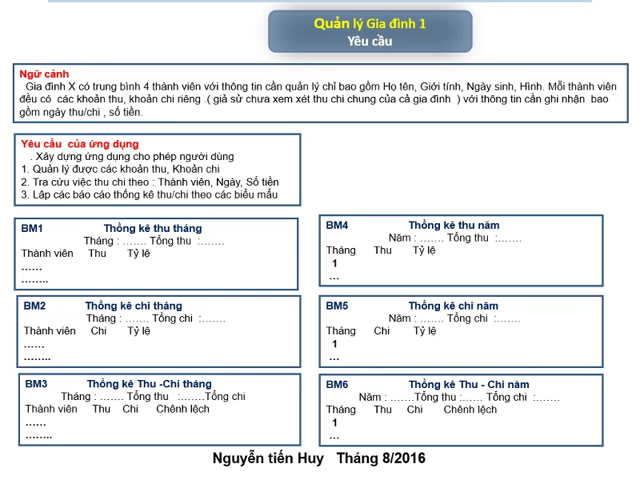 Quản lý Gia đình 1
Yêu cầu
Ngữ cảnh
Gia đình X có trung bình 4 thành viên với thông tin cần quản lý chỉ bao gồm Họ tên, Giới tính, Ngày sinh, Hình. Mỗi thành viên
đều có các khoản thu, khoản chi riêng .( giả sử chưa xem xét thu chi chung của cả gia đình ) với thông tin cần ghi nhận bao
gồm ngày thu/chi , số tiền.
Yêu cầu của ứng dụng
. Xây dựng ứng dụng cho phép người dùng
1. Quản lý được các khoản thu, Khoản chi
2. Tra cứu việc thu chi theo : Thành viên, Ngày, Số tiền
3. Lập các báo cáo thống kê thu/chi theo các biểu mẫu
BM1 Thống kê thu tháng
Tháng : ....... Tổng thu :.......
Thành viên Thu Tỷ lệ
......
........
BM2 Thống kê chi tháng
Tháng : ....... Tổng chi :.......
Thành viên Chi Tỷ lệ
......
........
BM3 Thống kê Thu -Chi tháng
Tháng : ....... Tổng thu :.......Tổng chi
Thành viên Thu Chi Chênh lệch
......
........
BM4 Thống kê thu năm
Năm : ....... Tổng thu :.......
Tháng Thu Tỷ lệ
1
...
BM5 Thống kê chi năm
Năm : ....... Tổng chi :.......
Tháng Chi Tỷ lệ
1
...
BM6 Thống kê Thu - Chi năm
Năm : .......Tổng thu :...... Tổng chi :.......
Tháng Thu Chi Chênh lệch
1
...
Nguyễn tiến Huy Tháng 8/2016